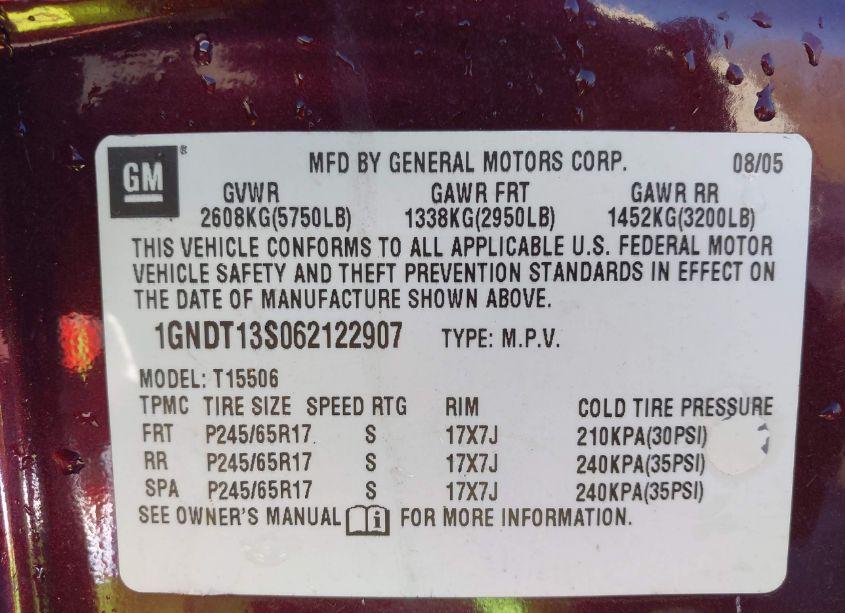 GM ® MFD BY GENERAL MOTORS CORP. 08/05
GVWR GAWR FRT GAWR RR
2608KG(5750LB) 1338KG(2950LB) 1452KG(3200LB)
THIS VEHICLE CONFORMS TO ALL APPLICABLE U.S. FEDERAL MOTOR
VEHICLE SAFETY AND THEFT PREVENTION STANDARDS IN EFFECT ON
THE DATE OF MANUFACTURE SHOWN ABOVE.
1GNDT13S062122907 TYPE: M.P.V.
MODEL: T15506
TPMC TIRE SIZE SPEED RTG RIM COLD TIRE PRESSURE
FRT P245/65R17 S 17X7J 210KPA(30PSI)
RR P245/65R17 S 17X7J 240KPA(35PSI)
SPA P245/65R17 S 17X7J 240KPA(35PSI)
SEE OWNER'S MANUAL i FOR MORE INFORMATION.